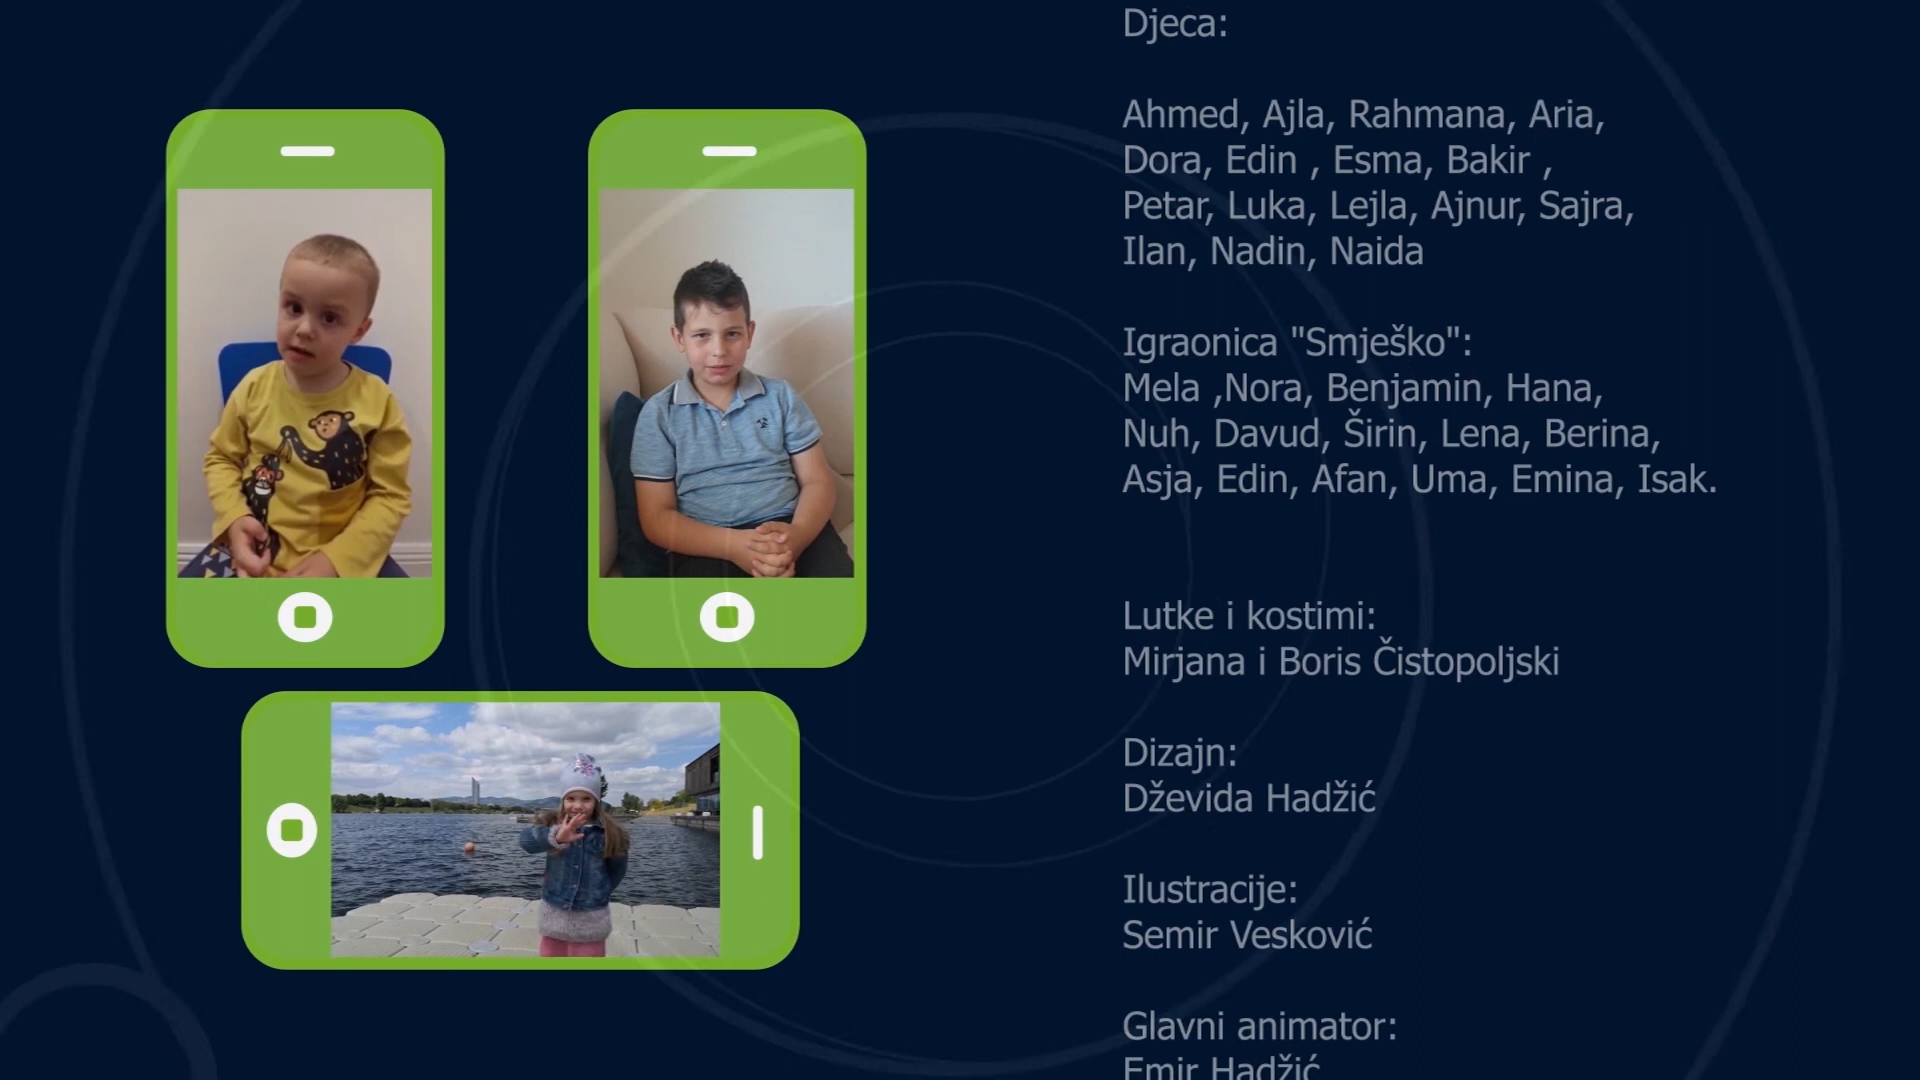 Djeca:
Ahmed, Ajla, Rahmana, Aria,
Dora, Edin , Esma, Bakir ,
Petar, Luka, Lejla, Ajnur, Sajra,
Ilan, Nadin, Naida
Igraonica "Smješko":
Mela ,Nora, Benjamin, Hana,
Nuh, Davud, Širin, Lena, Berina,
Asja, Edin, Afan, Uma, Emina, Isak.
Lutke i kostimi:
Mirjana i Boris Čistopoljski
Dizajn:
Dževida Hadžić
Ilustracije:
Semir Vesković
Glavni animator:
Emir Hadžić